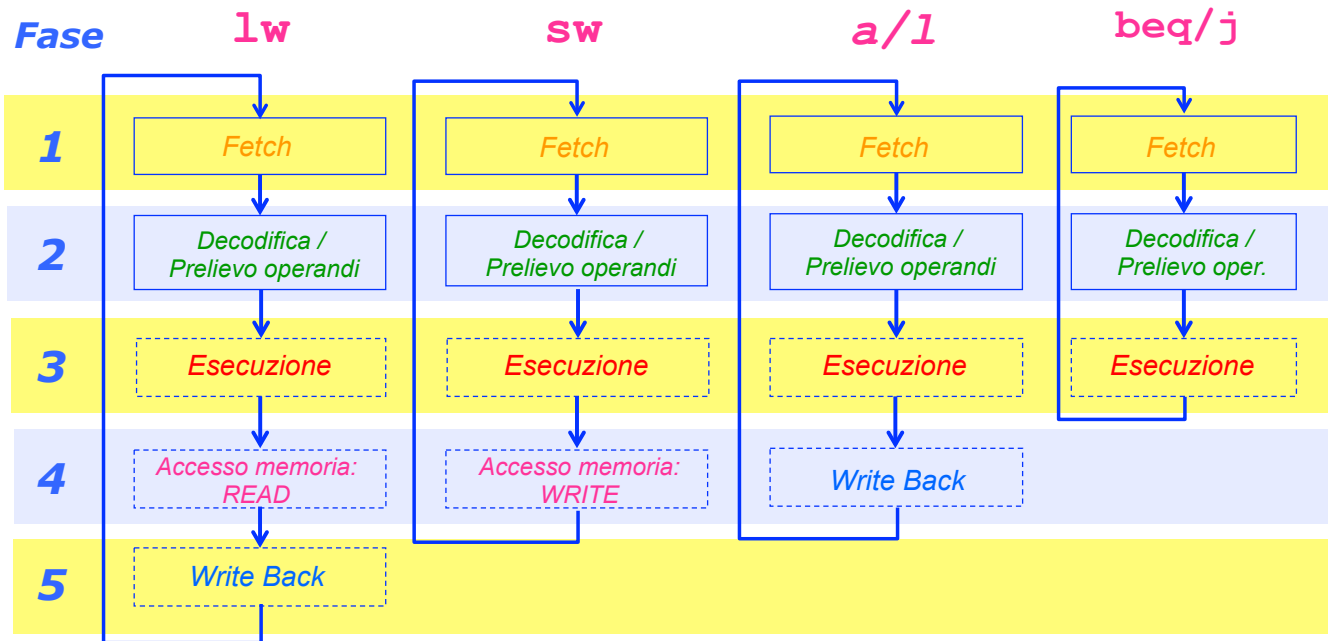 Fase lw sw a/l beq/j
1 Fetch Fetch Fetch Fetch
2 Decodifica / Decodifica / Decodifica / Decodifica /
Prelievo operandi Prelievo operandi Prelievo operandi Prelievo oper.
3 Esecuzione Esecuzione Esecuzione Esecuzione
4 Accesso memoria: Accesso memoria: Write Back
READ WRITE
5 Write Back